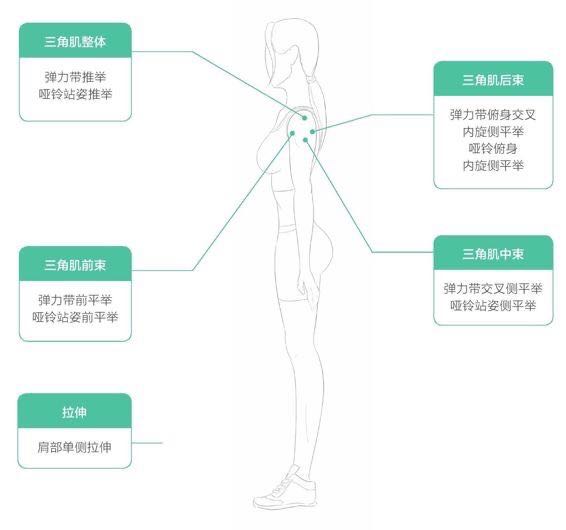 三角肌整体
弹力带推举
哑铃站姿推举
三角肌后束
弹力带俯身交叉
内旋侧平举
哑铃俯身
内旋侧平举
三角肌前束
弹力带前平举
哑铃站姿前平举
三角肌中束
弹力带交叉侧平举
哑铃站姿侧平举
拉伸
肩部单侧拉伸